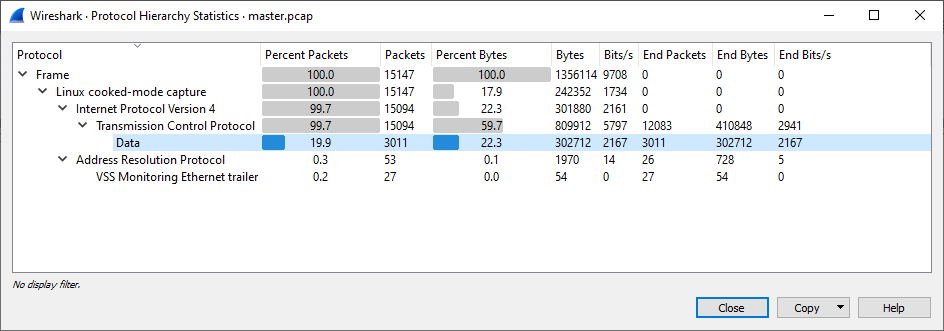 Wireshark · Protocol Hierarchy Statistics · master.pcap
Protocol Percent Packets Packets Percent Bytes Bytes Bits/s End Packets End Bytes End Bits/s
Frame 100.0 15147 100.0 1356114 9708 0 0 0
Linux cooked-mode capture 100.0 15147 17.9 242352 1734 0 0 0
Internet Protocol Version 4 99.7 15094 22.3 301880 2161 0 0 0
Transmission Control Protocol 99.7 15094 59.7 809912 5797 12083 410848 2941
Data 19.9 3011 22.3 302712 2167 3011 302712 2167
Address Resolution Protocol 0.3 53 0.1 1970 14 26 728 5
VSS Monitoring Ethernet trailer 0.2 27 0.0 54 0 27 54 0
No display filter.
Close Copy Help